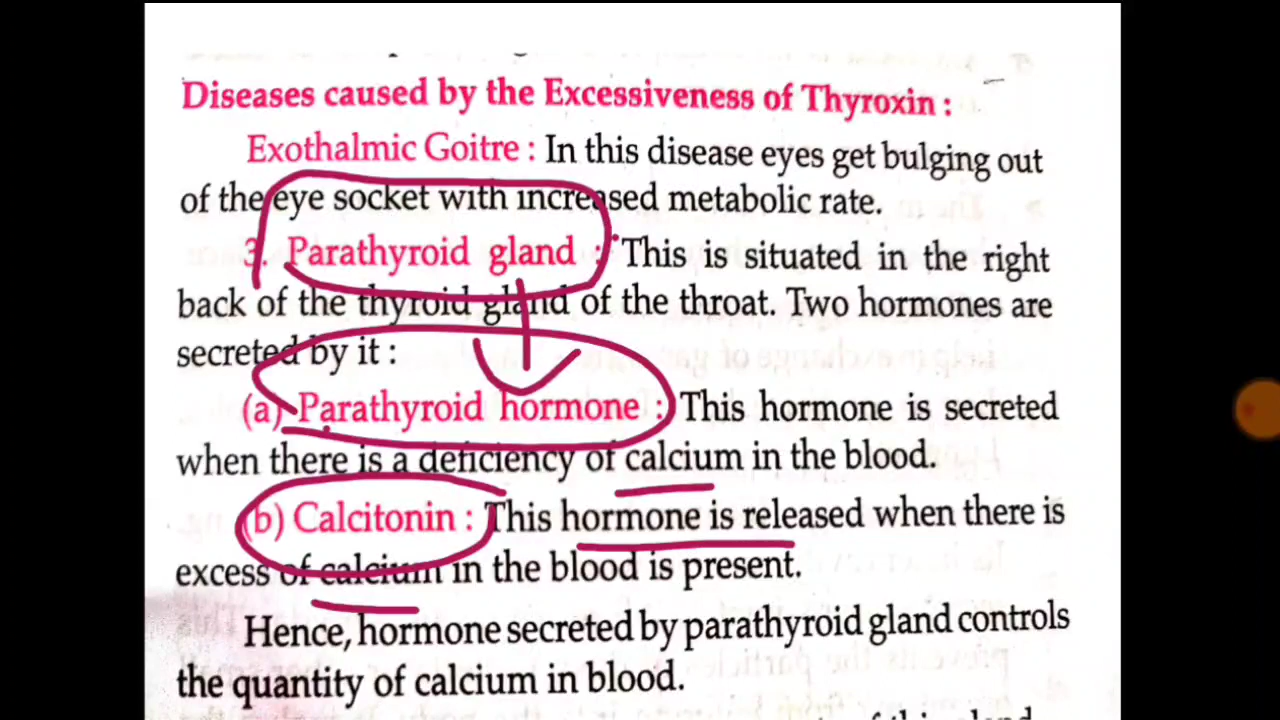 Diseases caused by the Excessiveness of Thyroxin :
Exothalmic Goitre : In this disease eyes get bulging out
of the eye socket with increased metabolic rate.
3. Parathyroid gland : This is situated in the right
back of the thyroid gland of the throat. Two hormones are
secreted by it :
(a) Parathyroid hormone : This hormone is secreted
when there is a deficiency of calcium in the blood.
(b) Calcitonin : This hormone is released when there is
excess of calcium in the blood is present.
Hence, hormone secreted by parathyroid gland controls
the quantity of calcium in blood.